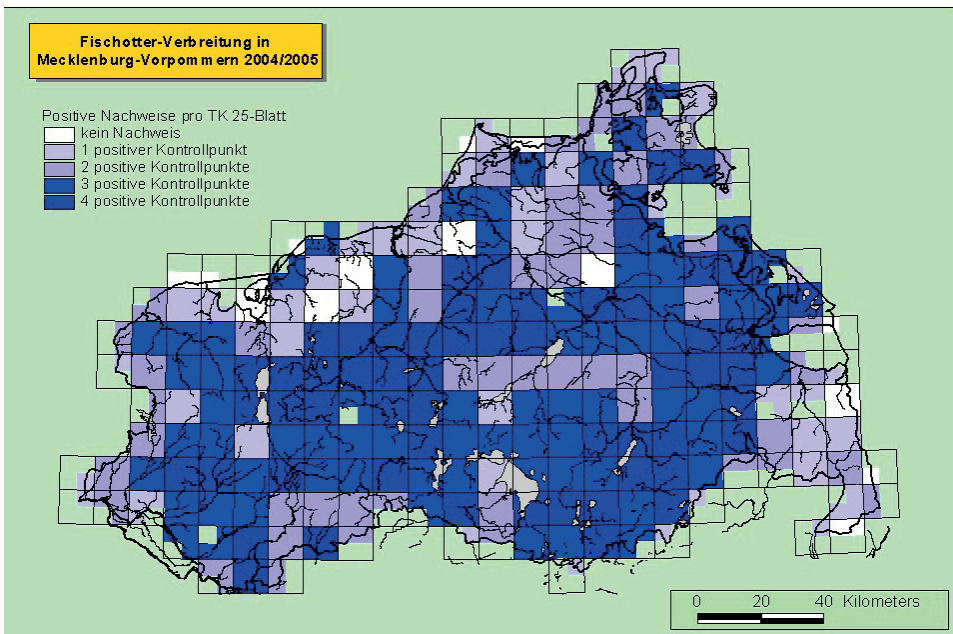 Fischotter-Verbreitung in
Mecklenburg-Vorpommern 2004/2005
Positive Nachweise pro TK 25-Blatt
kein Nachweis
1 positiver Kontrollpunkt
2 positive Kontrollpunkte
3 positive Kontrollpunkte
4 positive Kontrollpunkte
0 20 40 Kilometers